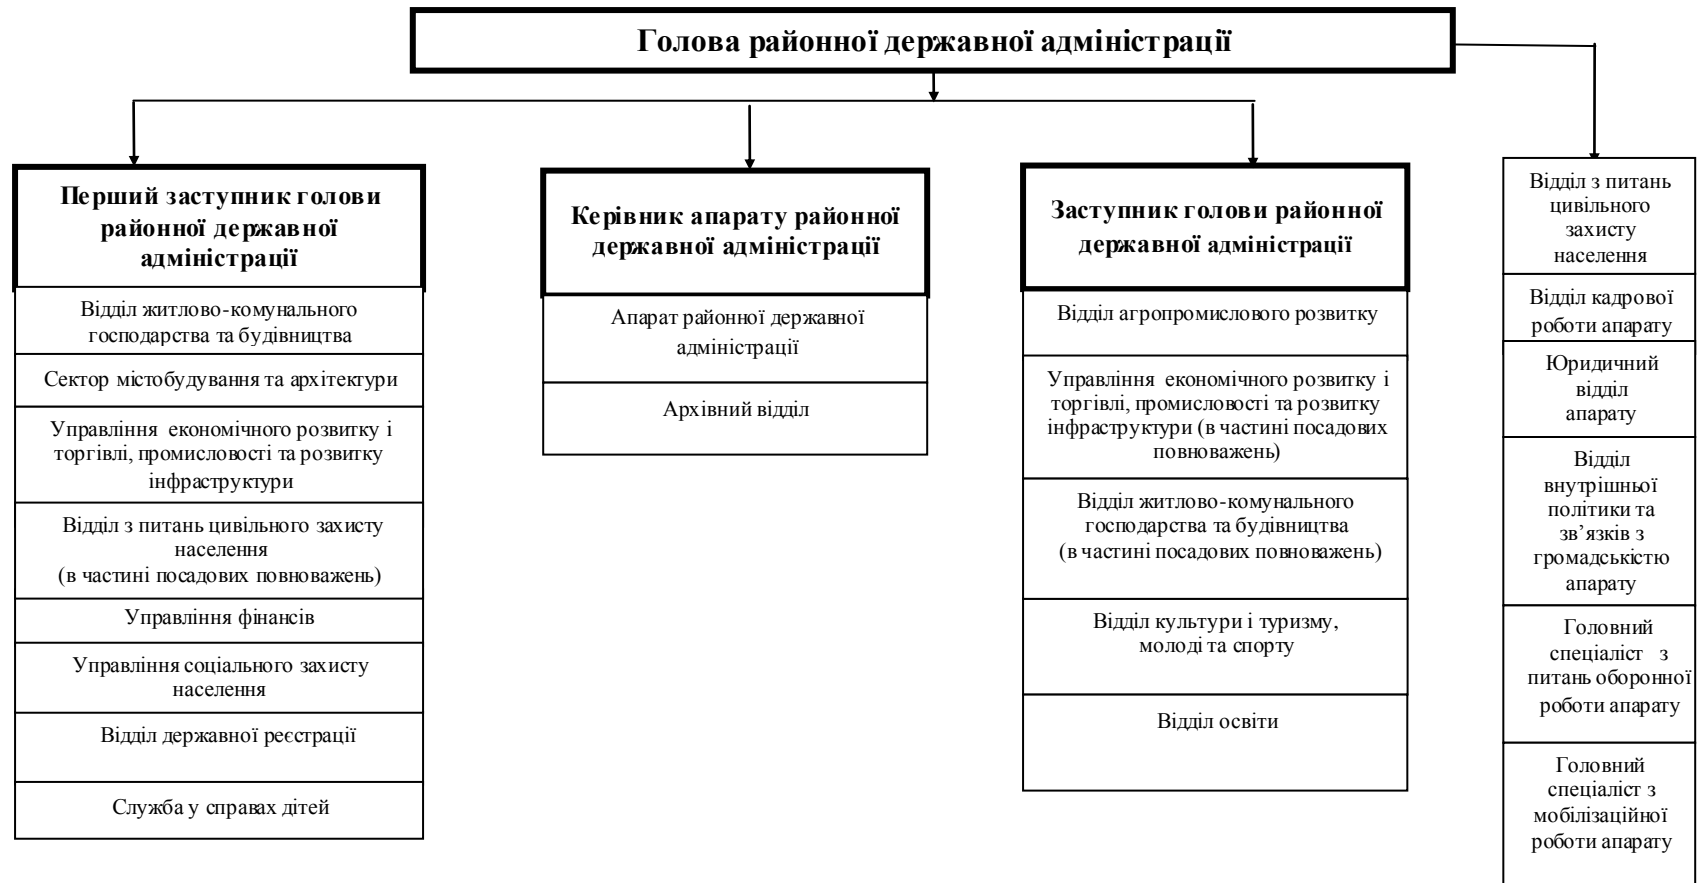 Голова районної державної адміністрації
Перший заступник голови
районної державної
адміністрації
Відділ житлово-комунального
господарства та будівництва
Сектор містобудування та архітектури
Управління економічного розвитку і
торгівлі, промисловості та розвитку
інфраструктури
Відділ з питань цивільного захисту
населення
(в частині посадових повноважень)
Управління фінансів
Управління соціального захисту
населення
Відділ державної реєстрації
Служба у справах дітей
Керівник апарату районної
державної адміністрації
Апарат районної державної
адміністрації
Архівний відділ
Заступник голови районної
державної адміністрації
Відділ агропромислового розвитку
Управління економічного розвитку і
торгівлі, промисловості та розвитку
інфраструктури (в частині посадових
повноважень)
Відділ житлово-комунального
господарства та будівництва
(в частині посадових повноважень)
Відділ культури і туризму,
молоді та спорту
Відділ освіти
Відділ з питань
цивільного
захисту
населення
Відділ кадрової
роботи апарату
Юридичний
відділ
апарату
Відділ
внутрішньої
політики та
зв’язків з
громадськістю
апарату
Головний
спеціаліст з
питань оборонної
роботи апарату
Головний
спеціаліст з
мобілізаційної
роботи апарату